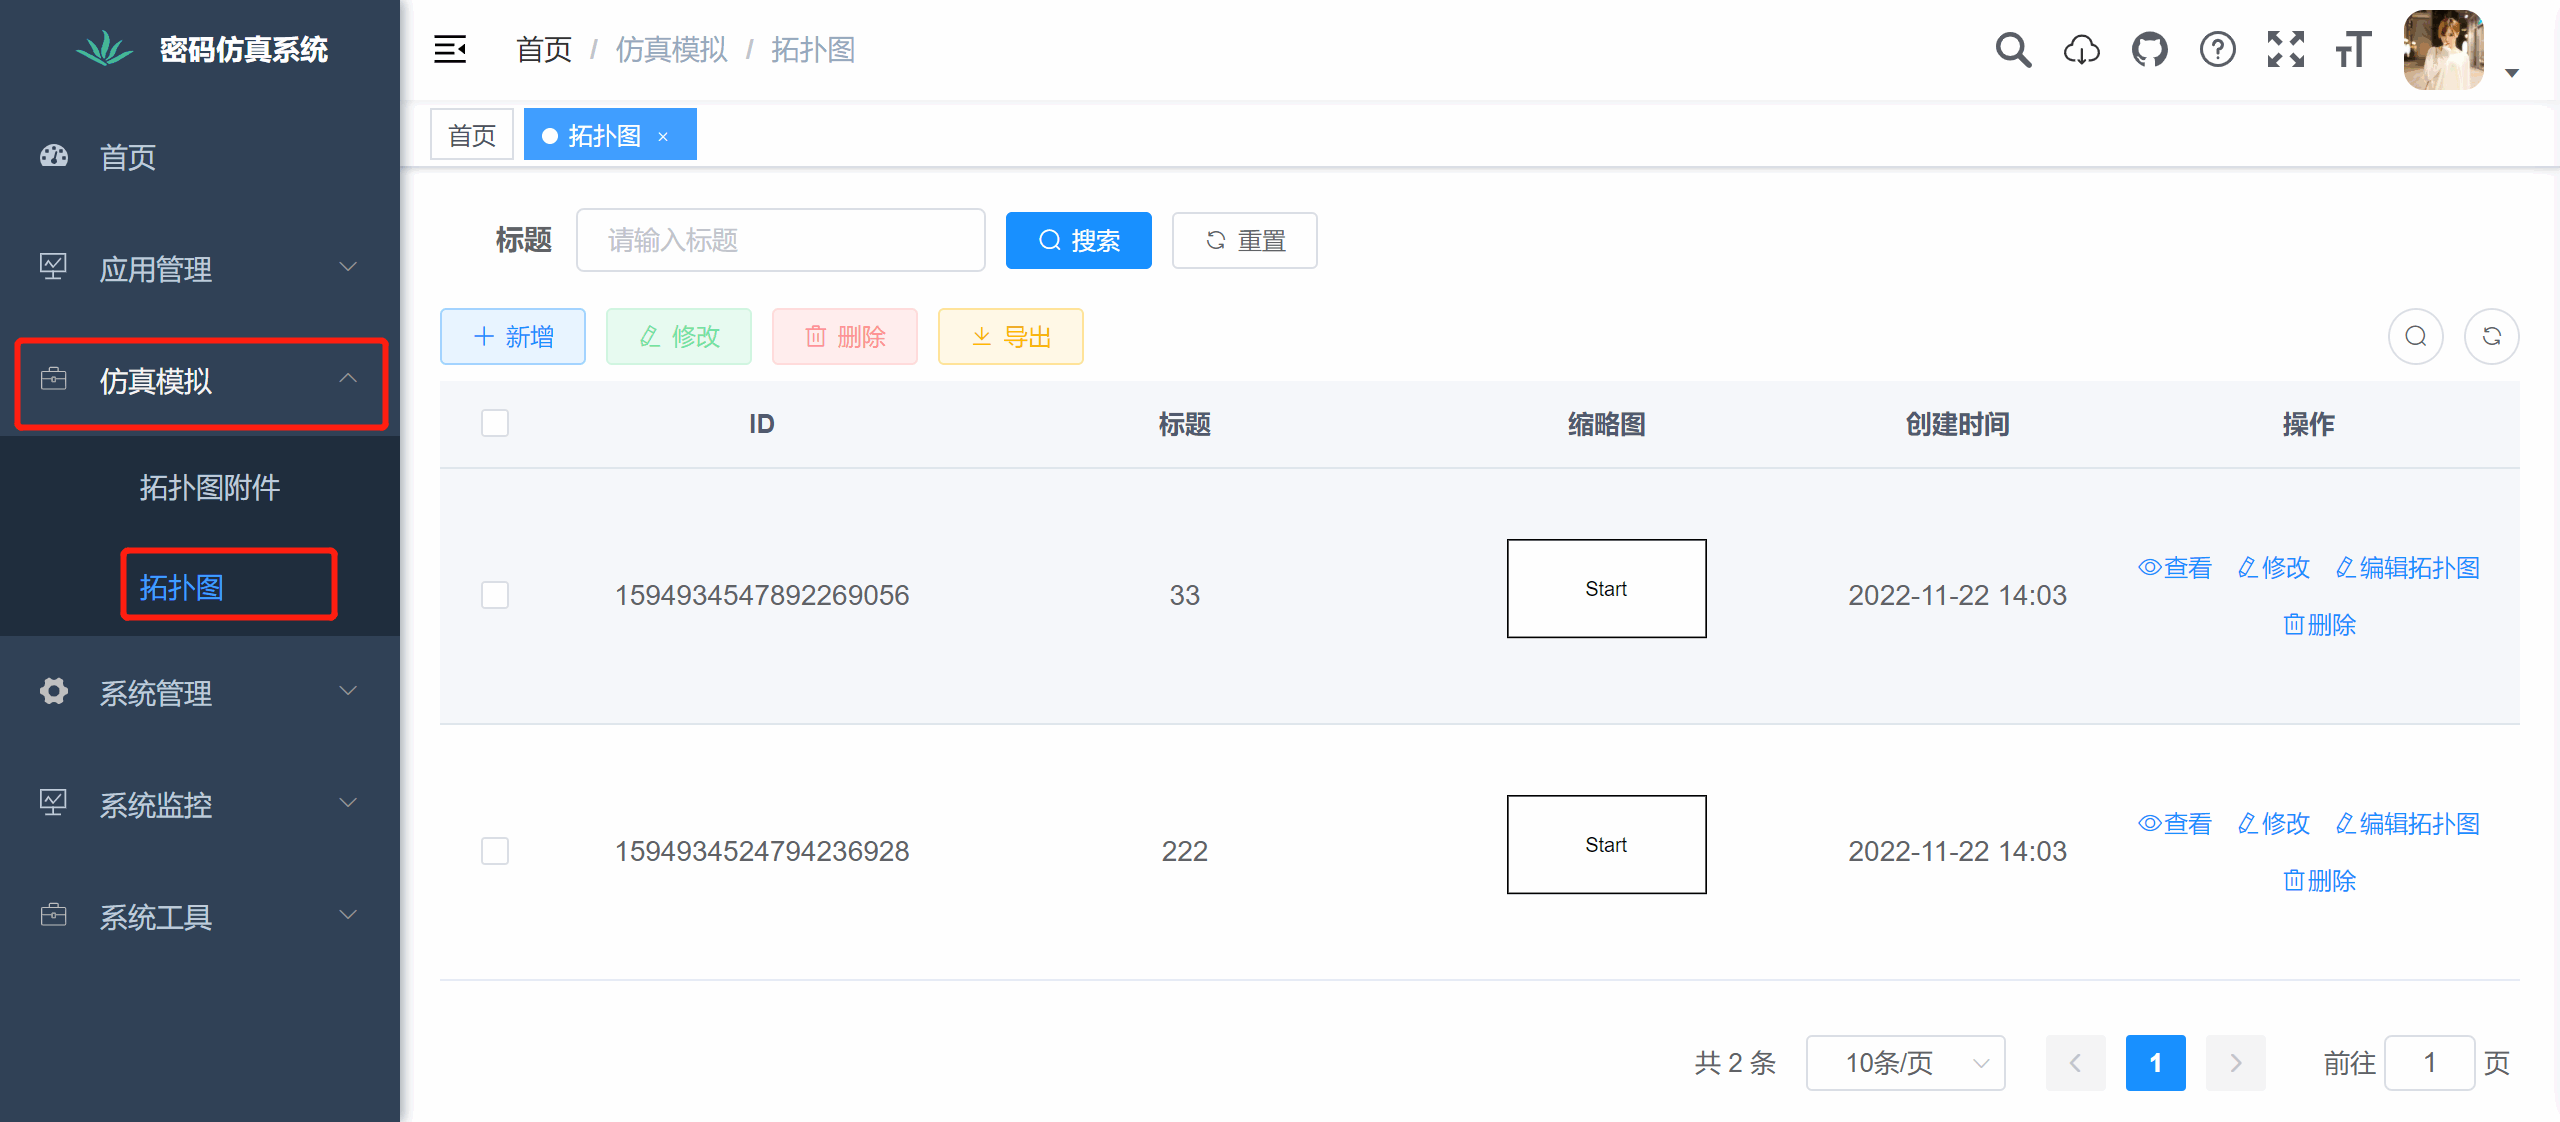 密码仿真系统
首页
应用管理
仿真模拟
拓扑图附件
拓扑图
系统管理
系统监控
系统工具
首页 / 仿真模拟 / 拓扑图
首页
拓扑图 ×
标题 请输入标题 搜索 重置
新增 修改 删除 导出
ID 标题 缩略图 创建时间 操作
1594934547892269056 33 Start 2022-11-22 14:03 查看 修改 编辑拓扑图
删除
1594934524794236928 222 Start 2022-11-22 14:03 查看 修改 编辑拓扑图
删除
共 2 条 10条/页 1 前往 1 页